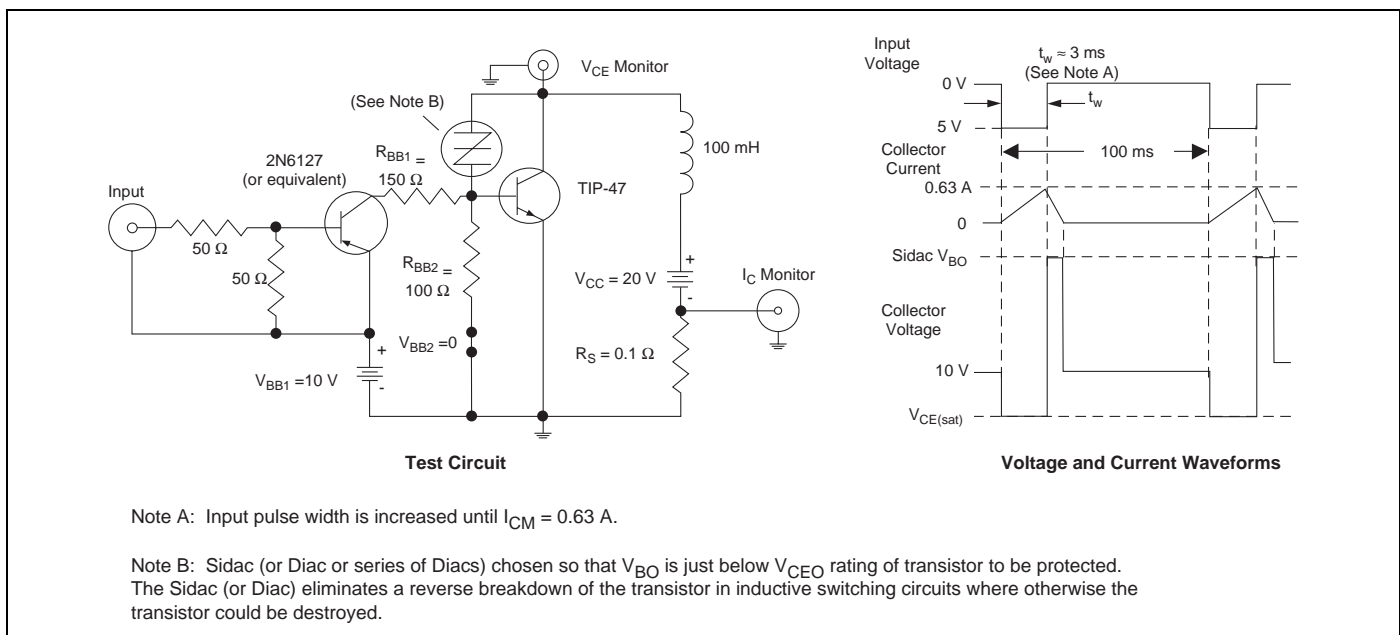 V_CE Monitor
(See Note B)
2N6127
(or equivalent)
R_BB1 =
150 Ω
Input
50 Ω
50 Ω
TIP-47
100 mH
R_BB2 =
100 Ω
V_CC = 20 V
+
-
I_C Monitor
V_BB2 =0
R_S = 0.1 Ω
+
V_BB1 =10 V
-
Test Circuit
Input
Voltage
t_w ≈ 3 ms
(See Note A)
0 V
t_w
5 V
Collector
Current
100 ms
0.63 A
0
Sidac V_BO
Collector
Voltage
10 V
V_CE(sat)
Voltage and Current Waveforms
Note A: Input pulse width is increased until I_CM = 0.63 A.
Note B: Sidac (or Diac or series of Diacs) chosen so that V_BO is just below V_CEO rating of transistor to be protected.
The Sidac (or Diac) eliminates a reverse breakdown of the transistor in inductive switching circuits where otherwise the
transistor could be destroyed.